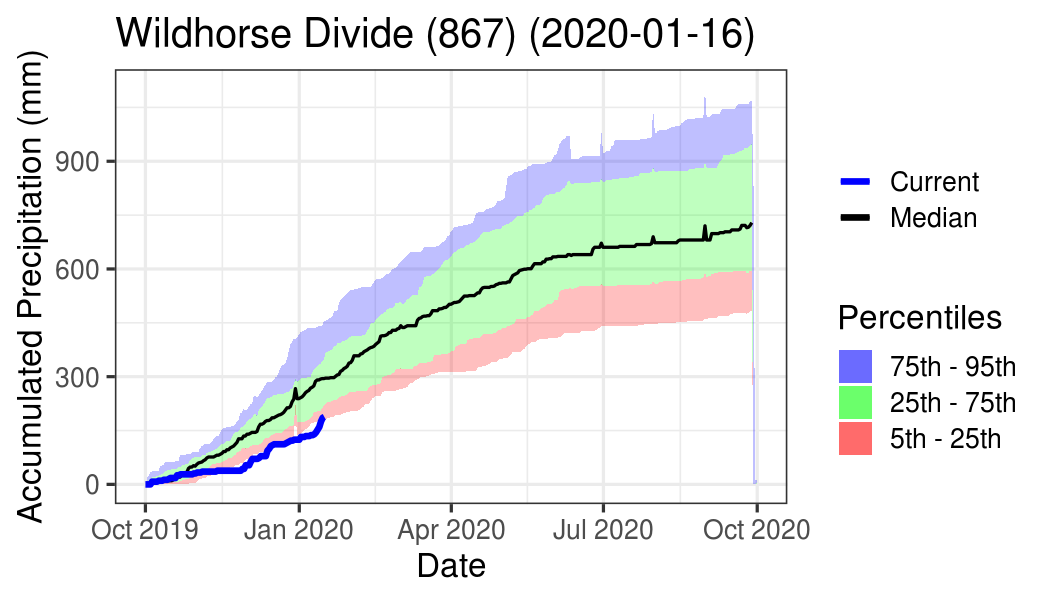 Wildhorse Divide (867) (2020-01-16)
Accumulated Precipitation (mm)
900
600
300
0
Oct 2019 Jan 2020 Apr 2020 Jul 2020 Oct 2020
Date
Current
Median
Percentiles
75th - 95th
25th - 75th
5th - 25th